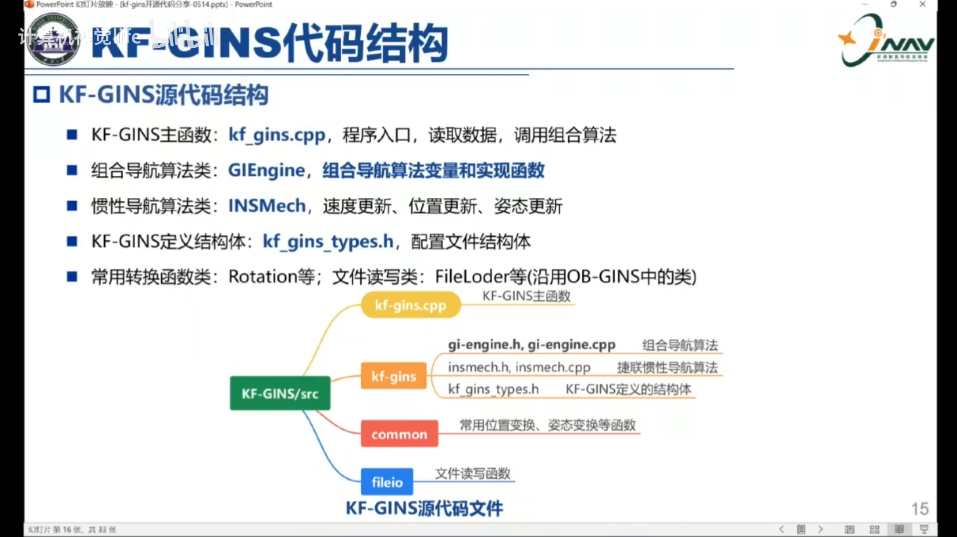 PowerPoint 幻灯片放映 - [kf-gins开源代码分享-0514.pptx] - PowerPoint
计算机视觉life bilibili
KF-GINS代码结构
i2NAV
KF-GINS源代码结构
KF-GINS主函数：kf_gins.cpp，程序入口，读取数据，调用组合算法
组合导航算法类：GIEngine，组合导航算法变量和实现函数
惯性导航算法类：INSMech，速度更新、位置更新、姿态更新
KF-GINS定义结构体：kf_gins_types.h，配置文件结构体
常用转换函数类：Rotation等；文件读写类：FileLoder等(沿用OB-GINS中的类)
kf-gins.cpp KF-GINS主函数
gi-engine.h, gi-engine.cpp 组合导航算法
kf-gins insmech.h, insmech.cpp 捷联惯性导航算法
kf_gins_types.h KF-GINS定义的结构体
KF-GINS/src
common 常用位置变换、姿态变换等函数
fileio 文件读写函数
KF-GINS源代码文件
15
幻灯片 第 16 张，共 33 张